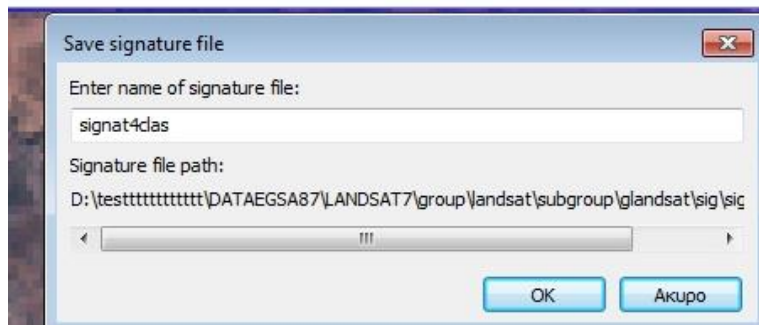 Save signature file
Enter name of signature file:
signat4clas
Signature file path:
D:\testttttttttttt\DATAEGSA87\LANDSAT7\group\landsat\subgroup\glandsat\sig\sig
OK
Ακυρο